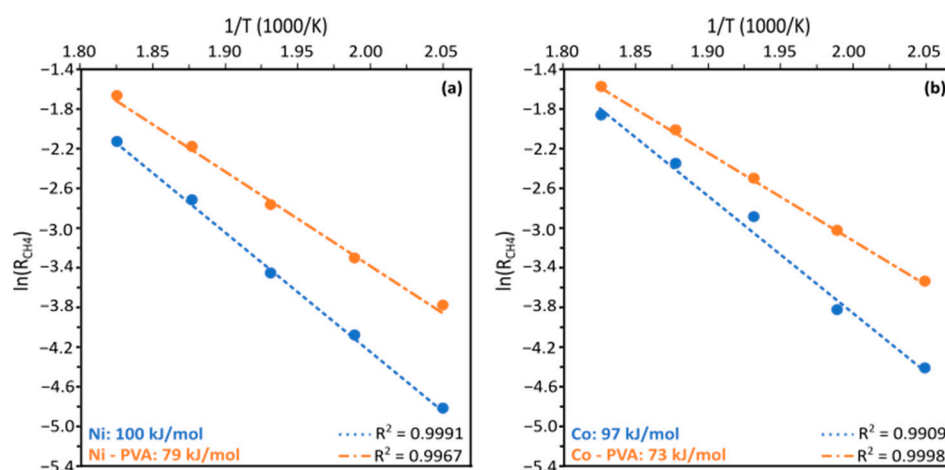 1/T (1000/K)
1.80 1.85 1.90 1.95 2.00 2.05
(a)
ln(R_CH4)
−1.4
−1.8
−2.2
−2.6
−3.0
−3.4
−3.8
−4.2
−4.6
−5.0
−5.4
Ni: 100 kJ/mol
R² = 0.9991
Ni - PVA: 79 kJ/mol
R² = 0.9967
1/T (1000/K)
1.80 1.85 1.90 1.95 2.00 2.05
(b)
ln(R_CH4)
−1.4
−1.8
−2.2
−2.6
−3.0
−3.4
−3.8
−4.2
−4.6
−5.0
−5.4
Co: 97 kJ/mol
R² = 0.9909
Co - PVA: 73 kJ/mol
R² = 0.9998